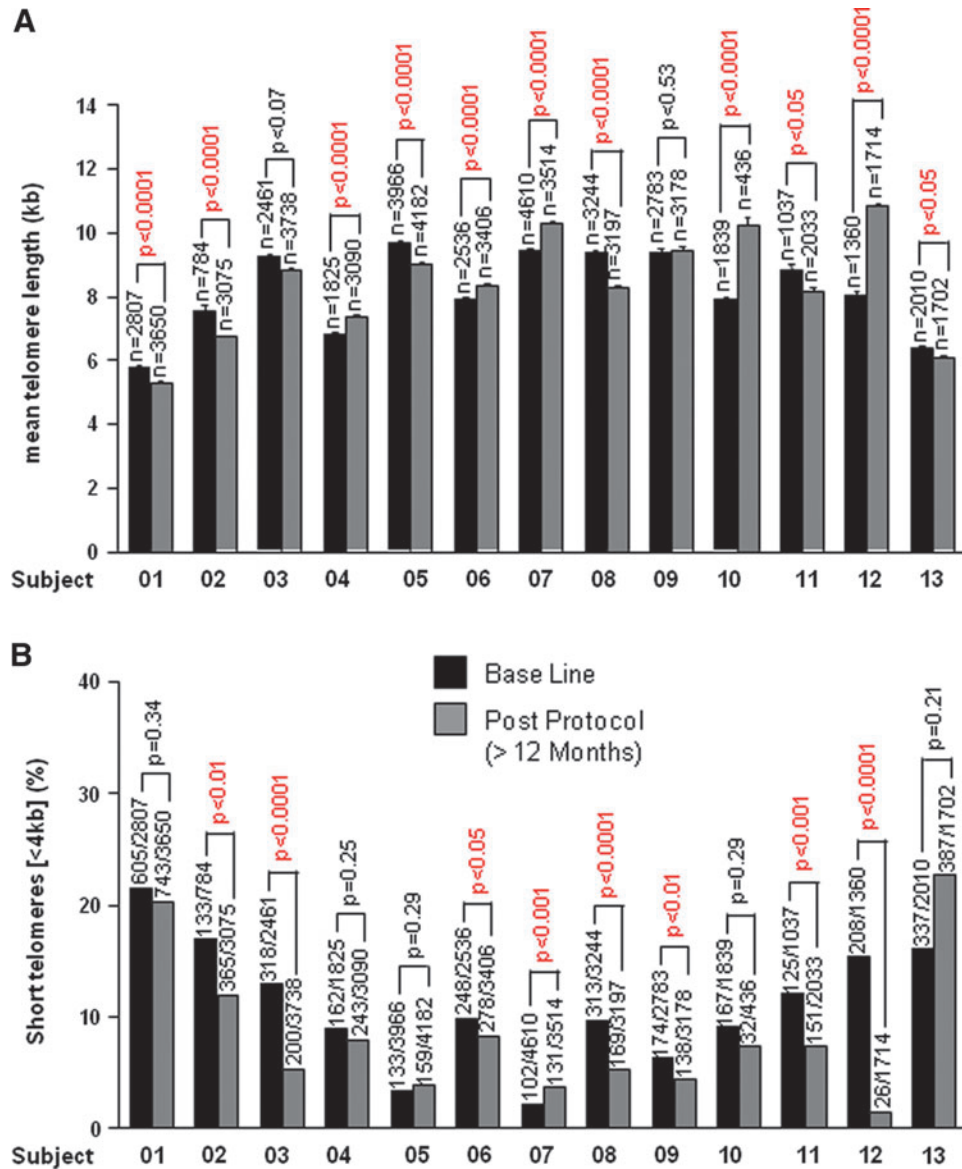 A
mean telomere length (kb)
14
12
10
8
6
4
2
0
p<0.0001
n=2807
n=3650
p<0.0001
n=784
n=3075
p<0.07
n=2461
n=3738
p<0.0001
n=1825
n=3090
p<0.0001
n=3966
n=4182
p<0.0001
n=2536
n=3406
p<0.0001
n=4610
n=3514
p<0.0001
n=3244
n=3197
p<0.53
n=2783
n=3178
p<0.0001
n=1839
n=436
p<0.05
n=1037
n=2033
p<0.0001
n=1360
n=1714
p<0.05
n=2010
n=1702
Subject 01 02 03 04 05 06 07 08 09 10 11 12 13
B
Short telomeres [<4kb] (%)
40
30
20
10
0
Base Line
Post Protocol
(> 12 Months)
p=0.34
605/2807
743/3650
p<0.01
133/784
365/3075
p<0.0001
318/2461
200/3738
p=0.25
162/1825
243/3090
p=0.29
133/3966
159/4182
p<0.05
248/2536
278/3406
p<0.001
102/4610
131/3514
p<0.0001
313/3244
169/3197
p<0.01
174/2783
138/3178
p=0.29
167/1839
32/436
p<0.001
125/1037
151/2033
p<0.0001
208/1360
26/1714
p=0.21
337/2010
387/1702
Subject 01 02 03 04 05 06 07 08 09 10 11 12 13